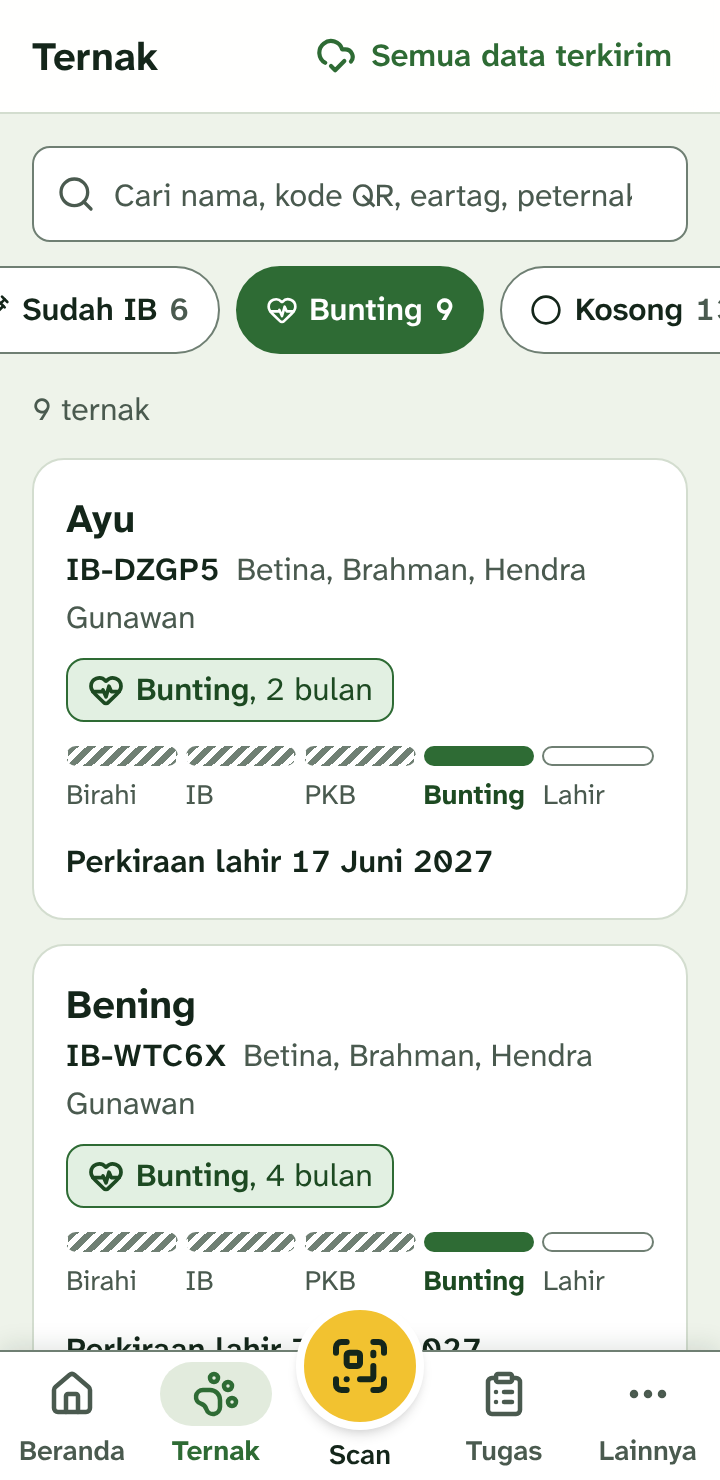 Ternak
Semua data terkirim
Cari nama, kode QR, eartag, peternak
Sudah IB 6
Bunting 9
Kosong
9 ternak
Ayu
IB-DZGP5 Betina, Brahman, Hendra
Gunawan
Bunting, 2 bulan
Birahi IB PKB Bunting Lahir
Perkiraan lahir 17 Juni 2027
Bening
IB-WTC6X Betina, Brahman, Hendra
Gunawan
Bunting, 4 bulan
Birahi IB PKB Bunting Lahir
Perkiraan lahir
Beranda Ternak Scan Tugas Lainnya